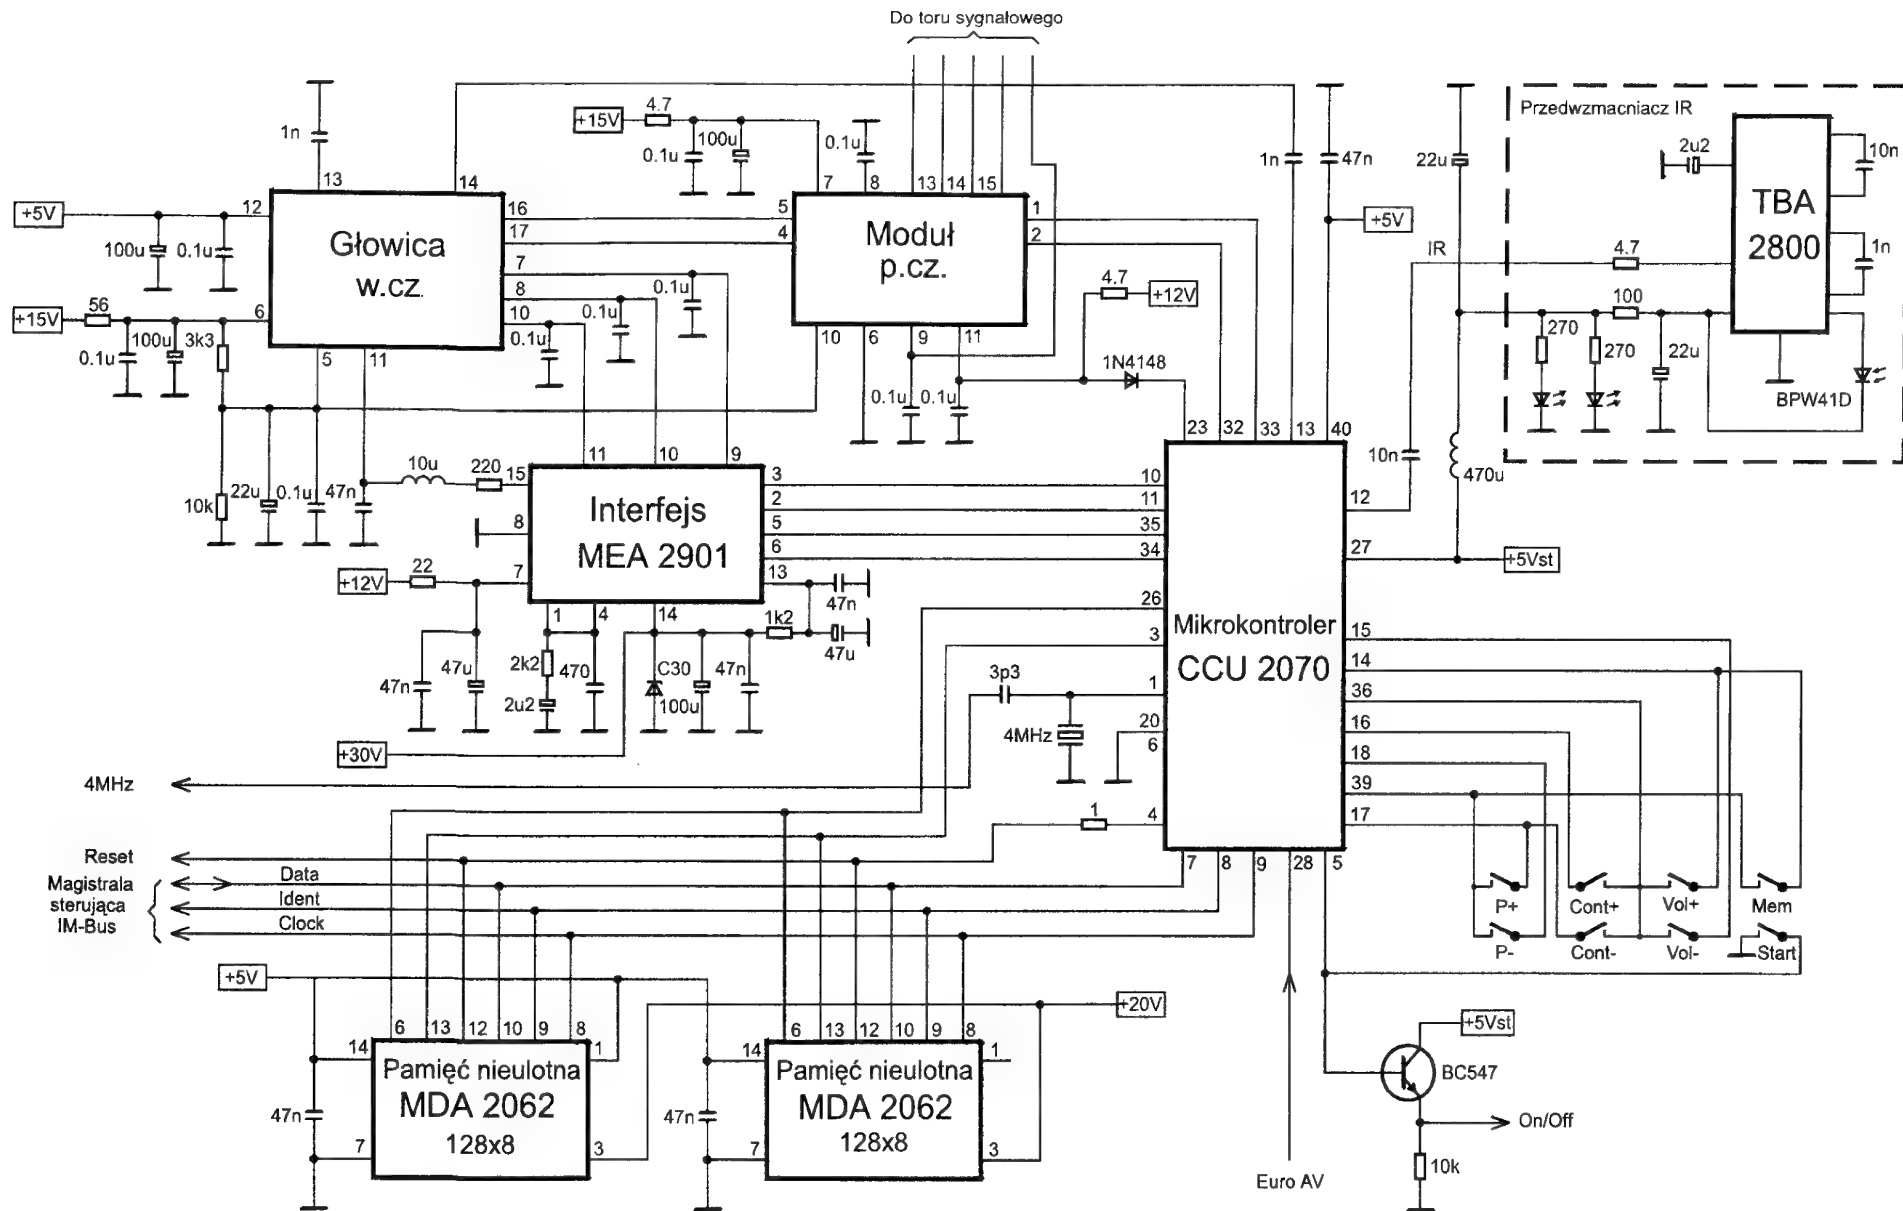 Do toru sygnałowego
1n
13
14
+15V
4.7
0.1u
100u
0.1u
7
8
13
14
15
1n
47n
22u
Przedwzmacniacz IR
2u2
10n
TBA
2800
1n
+5V
12
100u
0.1u
Głowica
w.cz.
16
17
7
8
10
5
4
Moduł
p.cz.
1
2
+5V
IR
4.7
100
270
270
22u
BPW41D
+15V
56
6
0.1u
100u
3k3
5
11
0.1u
0.1u
0.1u
10
6
9
11
4.7
+12V
1N4148
0.1u
0.1u
23
32
33
13
40
10n
470u
10k
22u
0.1u
47n
10u
220
15
11
10
9
Interfejs
MEA 2901
8
7
3
2
5
6
13
1
4
14
+12V
22
47n
47u
2k2
2u2
470
C30
100u
47n
1k2
47n
47u
+30V
10
11
35
34
26
3
1
20
6
4
Mikrokontroler
CCU 2070
12
27
+5Vst
15
14
36
16
18
39
17
3p3
4MHz
1
7
8
9
28
5
4MHz
Reset
Magistrala
sterująca
IM-Bus
Data
Ident
Clock
P+
Cont+
Vol+
Mem
P-
Cont-
Vol-
Start
+5V
+20V
6
13
12
10
9
8
14
1
Pamięć nieulotna
MDA 2062
128x8
47n
7
3
6
13
12
10
9
8
14
1
Pamięć nieulotna
MDA 2062
128x8
47n
7
3
Euro AV
+5Vst
BC547
On/Off
10k